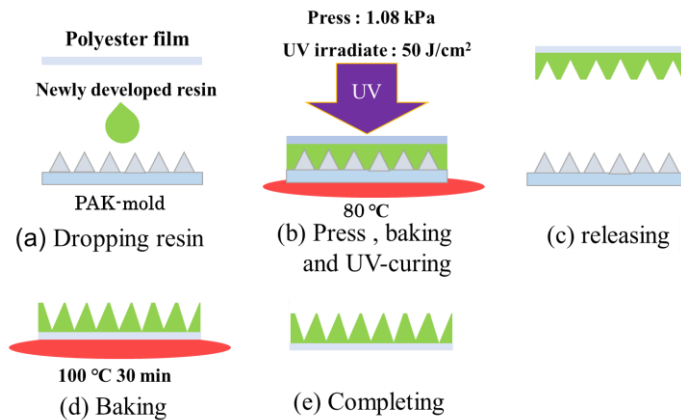 Polyester film
Newly developed resin
PAK-mold
(a) Dropping resin
Press : 1.08 kPa
UV irradiate : 50 J/cm²
UV
80 ℃
(b) Press , baking
and UV-curing
(c) releasing
100 ℃ 30 min
(d) Baking
(e) Completing